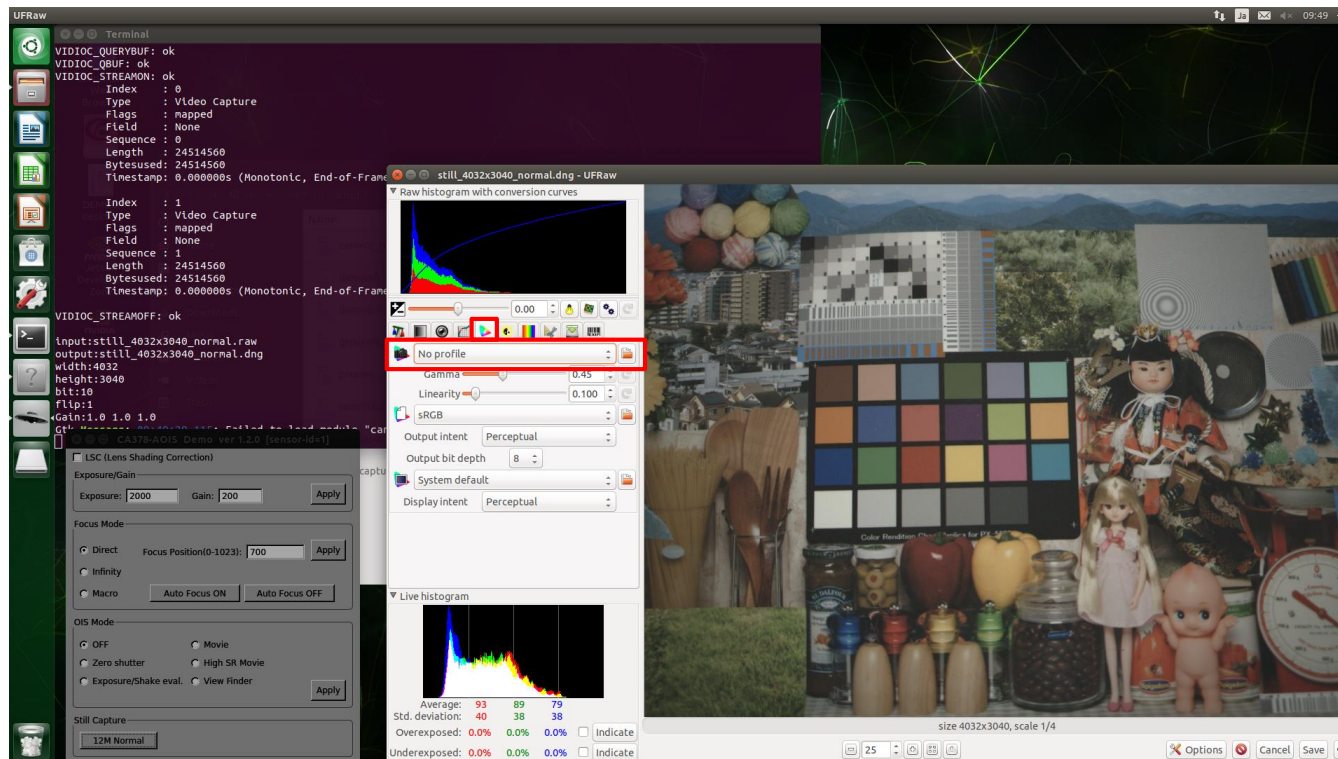 UFRaw
Ja
09:49
Terminal
VIDIOC_QUERYBUF: ok
VIDIOC_QBUF: ok
VIDIOC_STREAMON: ok
Index : 0
Type : Video Capture
Flags : mapped
Field : None
Sequence : 0
Length : 24514560
Bytesused: 24514560
Timestamp: 0.000000s (Monotonic, End-of-Frame
Index : 1
Type : Video Capture
Flags : mapped
Field : None
Sequence : 1
Length : 24514560
Bytesused: 24514560
Timestamp: 0.000000s (Monotonic, End-of-Frame
VIDIOC_STREAMOFF: ok
input:still_4032x3040_normal.raw
output:still_4032x3040_normal.dng
width:4032
height:3040
bit:10
flip:1
Gain:1.0 1.0 1.0
CA378-AOIS Demo ver 1.2.0 [sensor-id=1]
LSC (Lens Shading Correction)
Exposure/Gain
Exposure: 2000 Gain: 200 Apply
Focus Mode
Direct Focus Position(0-1023): 700 Apply
Infinity
Macro Auto Focus ON Auto Focus OFF
OIS Mode
OFF Movie
Zero shutter High SR Movie
Exposure/Shake eval. View Finder
Apply
Still Capture
12M Normal
still_4032x3040_normal.dng - UFRaw
Raw histogram with conversion curves
0.00
No profile
Gamma 0.45
Linearity 0.100
sRGB
Output intent Perceptual
Output bit depth 8
System default
Display intent Perceptual
Live histogram
Average: 93 89 79
Std. deviation: 40 38 38
Overexposed: 0.0% 0.0% 0.0% Indicate
Underexposed: 0.0% 0.0% 0.0% Indicate
Color Rendition
size 4032x3040, scale 1/4
25
Options
Cancel
Save